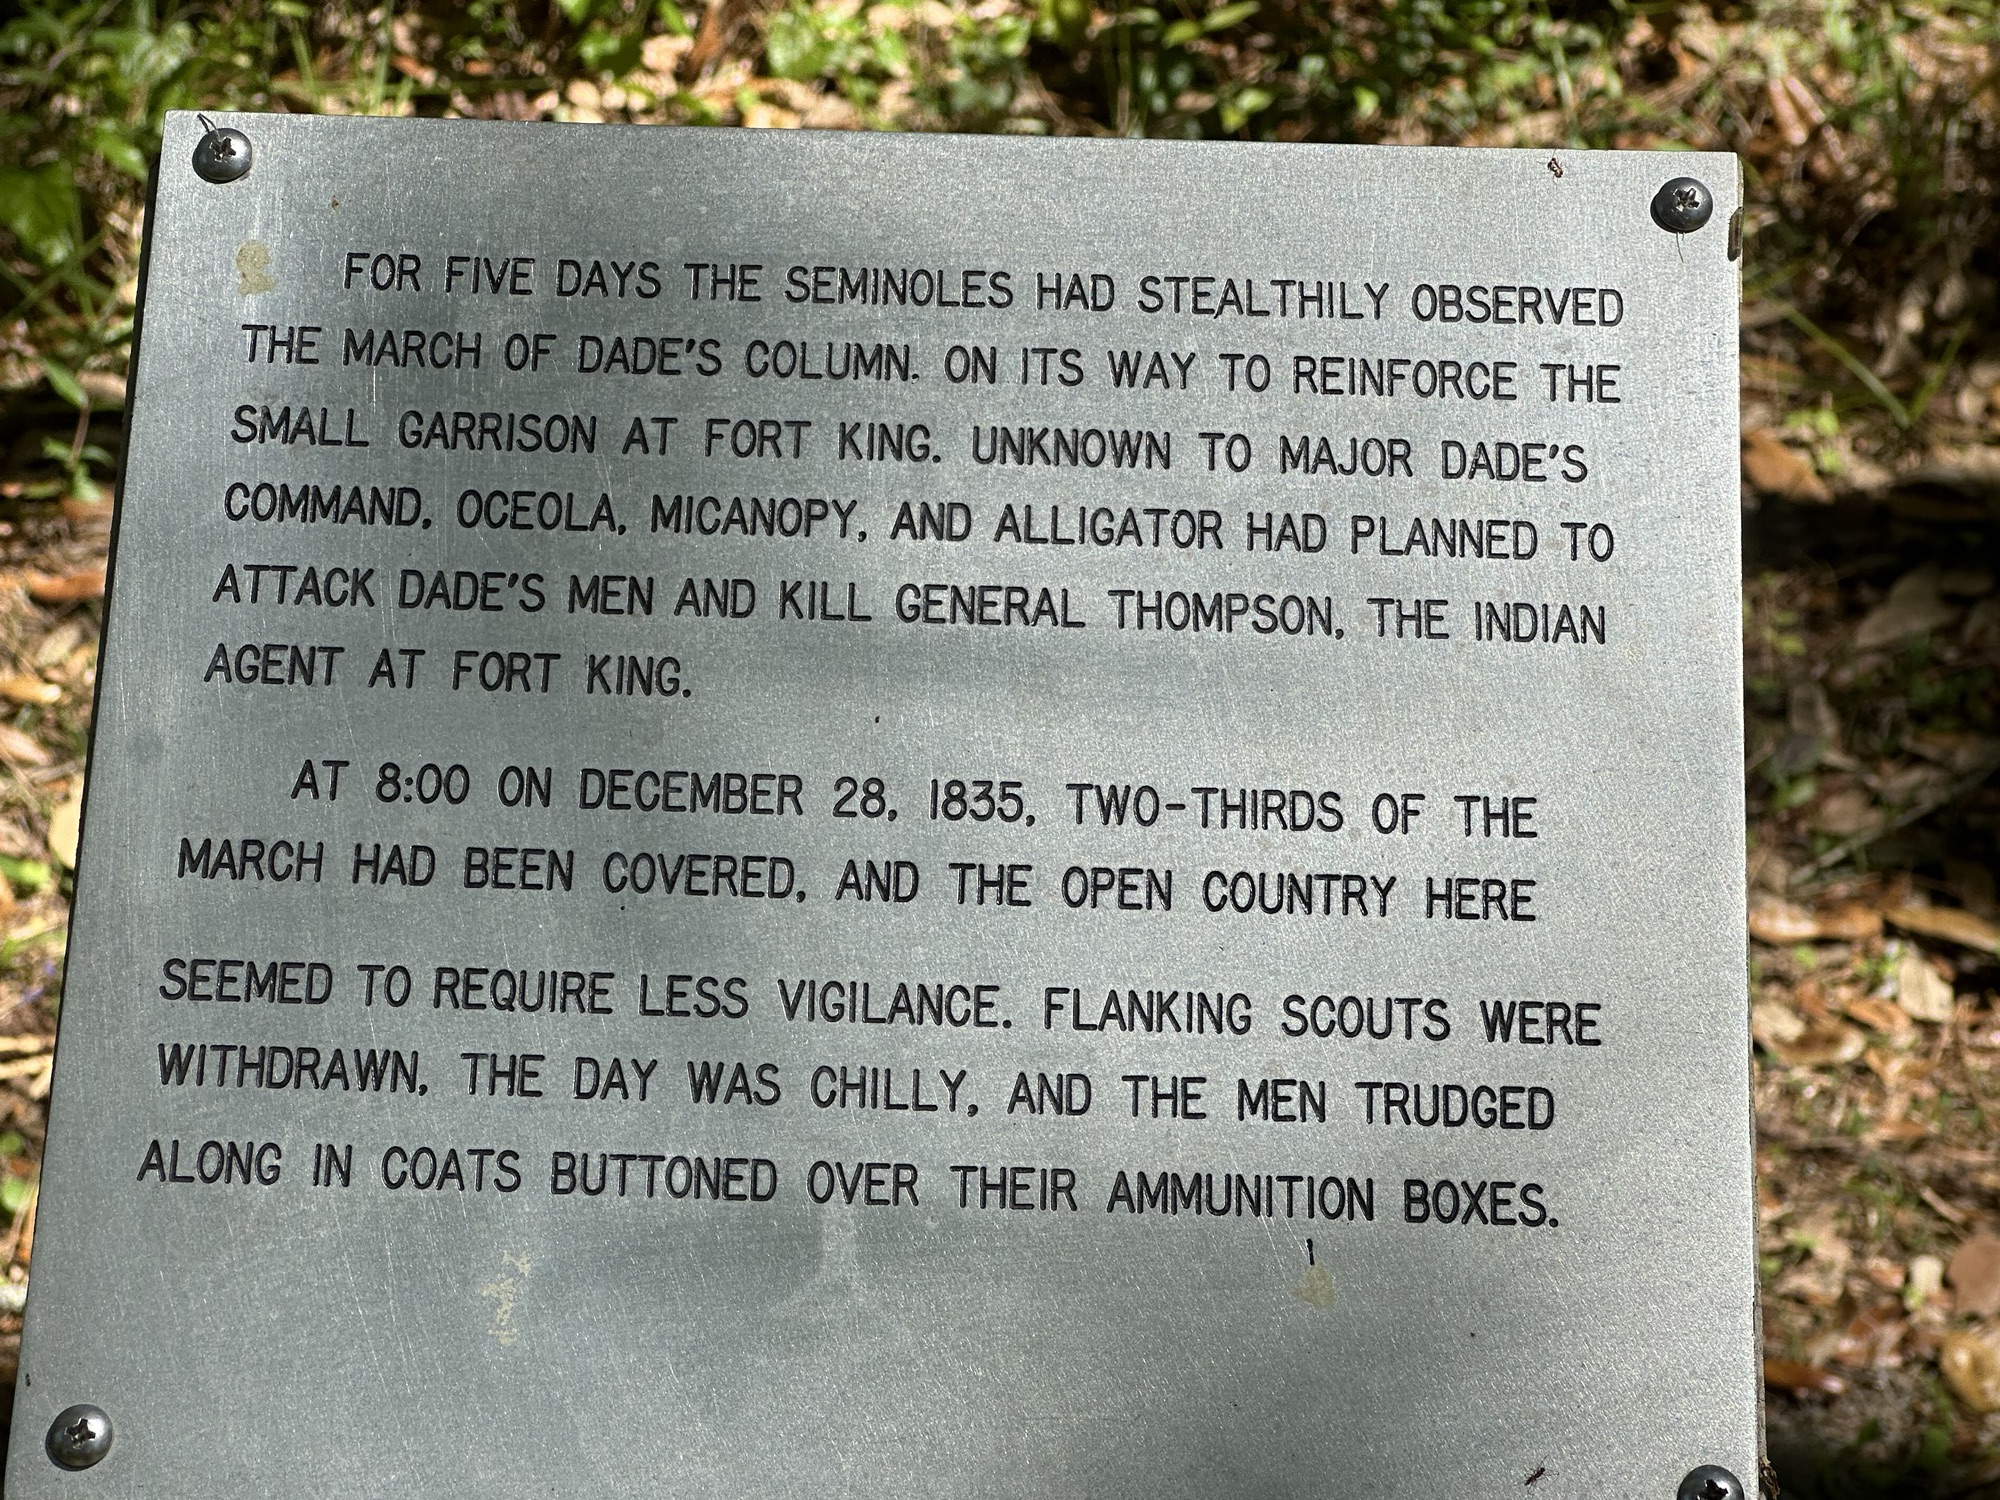 FOR FIVE DAYS THE SEMINOLES HAD STEALTHILY OBSERVED
THE MARCH OF DADE'S COLUMN. ON ITS WAY TO REINFORCE THE
SMALL GARRISON AT FORT KING. UNKNOWN TO MAJOR DADE'S
COMMAND, OCEOLA, MICANOPY, AND ALLIGATOR HAD PLANNED TO
ATTACK DADE'S MEN AND KILL GENERAL THOMPSON, THE INDIAN
AGENT AT FORT KING.
AT 8:00 ON DECEMBER 28, 1835, TWO-THIRDS OF THE
MARCH HAD BEEN COVERED, AND THE OPEN COUNTRY HERE
SEEMED TO REQUIRE LESS VIGILANCE. FLANKING SCOUTS WERE
WITHDRAWN, THE DAY WAS CHILLY, AND THE MEN TRUDGED
ALONG IN COATS BUTTONED OVER THEIR AMMUNITION BOXES.